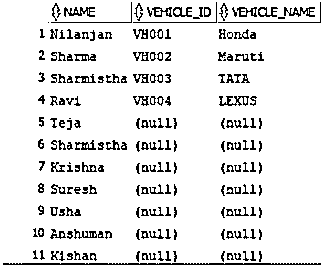 NAME VEHICLE_ID VEHICLE_NAME
1 Nilanjan VH001 Honda
2 Sharma VH002 Maruti
3 Sharmistha VH003 TATA
4 Ravi VH004 LEXUS
5 Teja (null) (null)
6 Sharmistha (null) (null)
7 Krishna (null) (null)
8 Suresh (null) (null)
9 Usha (null) (null)
10 Anshuman (null) (null)
11 Kishan (null) (null)